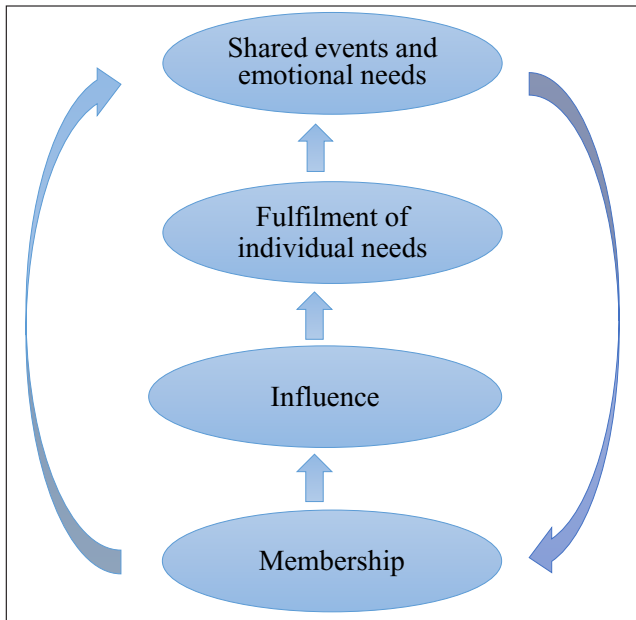 Shared events and
emotional needs
Fulfilment of
individual needs
Influence
Membership